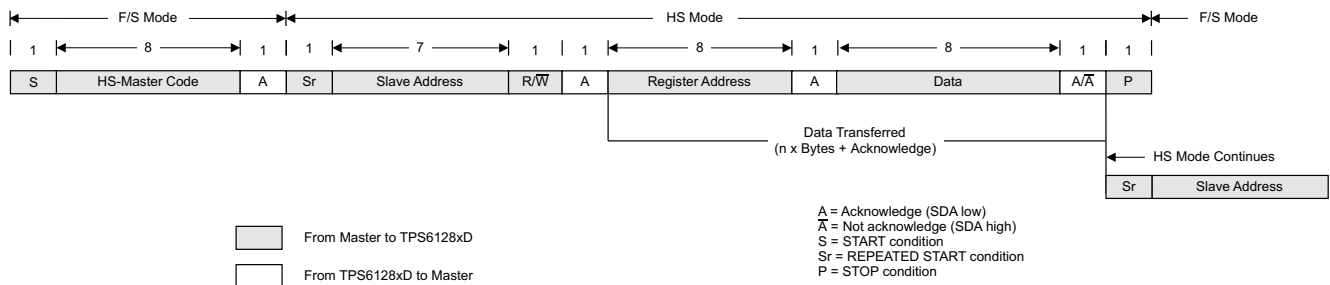 F/S Mode HS Mode F/S Mode
1 8 1 1 7 1 1 8 1 8 1 1
S HS-Master Code A Sr Slave Address R/W̅ A Register Address A Data A/A̅ P
Data Transferred
(n x Bytes + Acknowledge)
HS Mode Continues
Sr Slave Address
From Master to TPS6128xD
From TPS6128xD to Master
A = Acknowledge (SDA low)
A̅ = Not acknowledge (SDA high)
S = START condition
Sr = REPEATED START condition
P = STOP condition